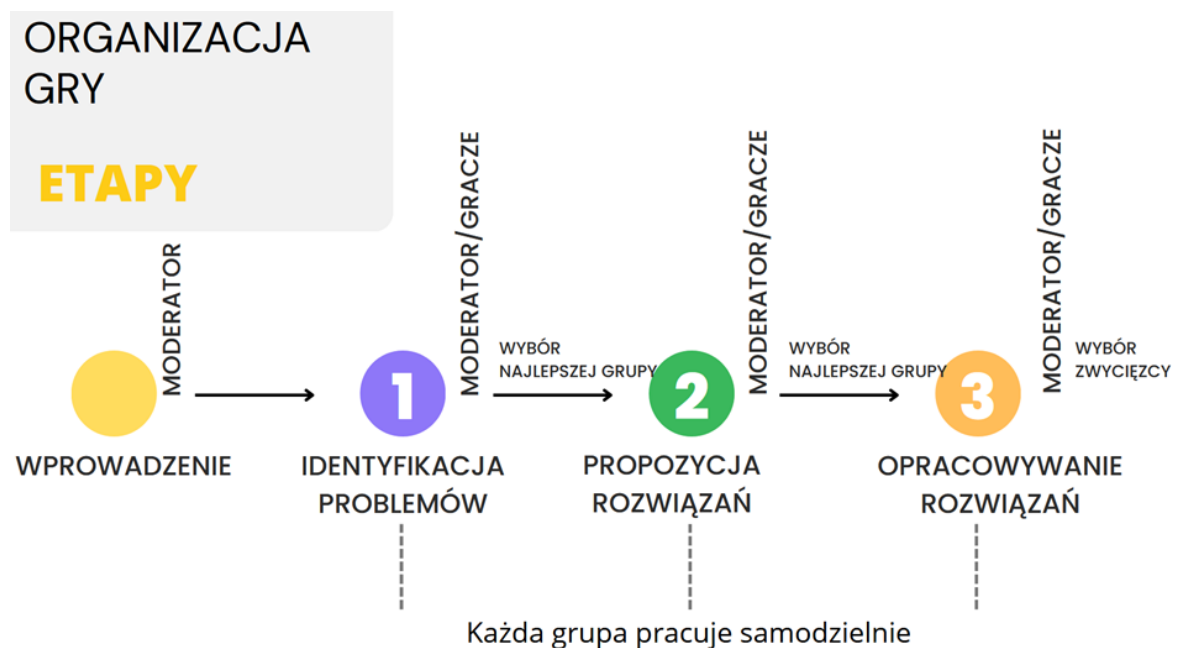 ORGANIZACJA
GRY
ETAPY
MODERATOR
WPROWADZENIE
1
MODERATOR/GRACZE
IDENTYFIKACJA
PROBLEMÓW
WYBÓR
NAJLEPSZEJ GRUPY
2
MODERATOR/GRACZE
PROPOZYCJA
ROZWIĄZAŃ
WYBÓR
NAJLEPSZEJ GRUPY
3
MODERATOR/GRACZE
OPRACOWYWANIE
ROZWIĄZAŃ
WYBÓR
ZWYCIĘZCY
Każda grupa pracuje samodzielnie